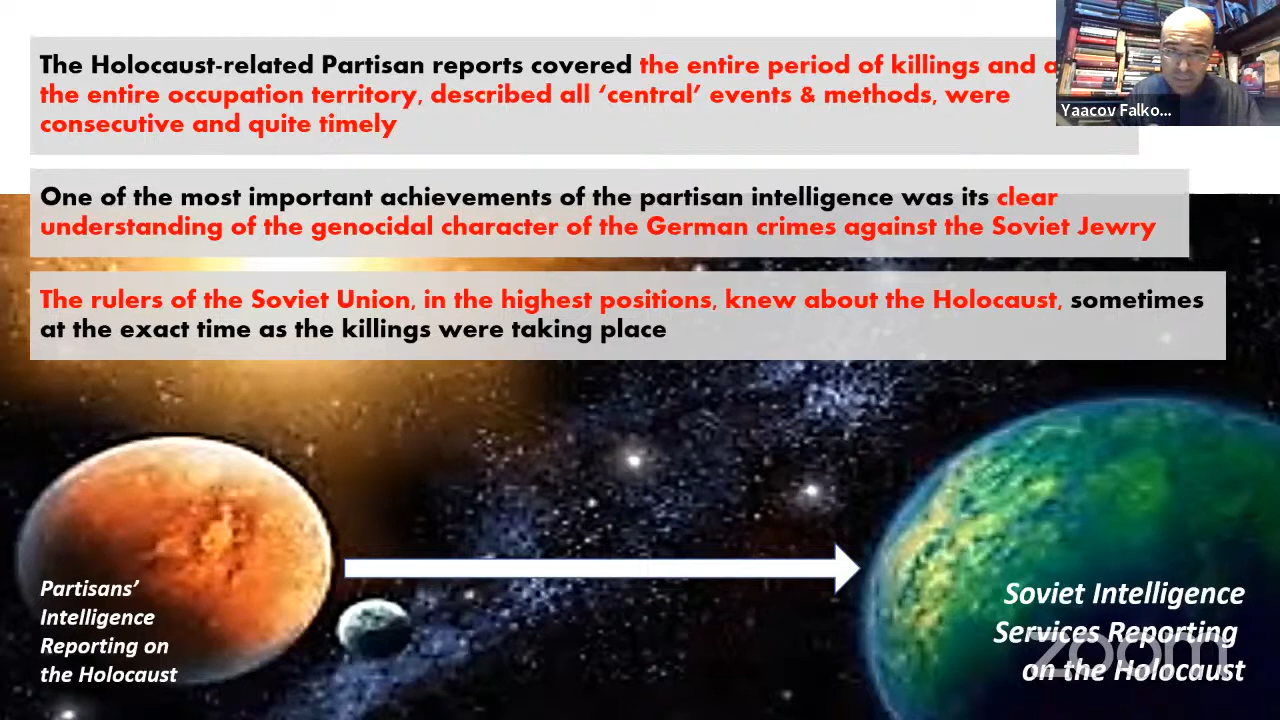 The Holocaust-related Partisan reports covered the entire period of killings and
the entire occupation territory, described all ‘central’ events & methods, were
consecutive and quite timely
Yaacov Falko...
One of the most important achievements of the partisan intelligence was its clear
understanding of the genocidal character of the German crimes against the Soviet Jewry
The rulers of the Soviet Union, in the highest positions, knew about the Holocaust, sometimes
at the exact time as the killings were taking place
Partisans’
Intelligence
Reporting on
the Holocaust
Soviet Intelligence
Services Reporting
on the Holocaust
zoom